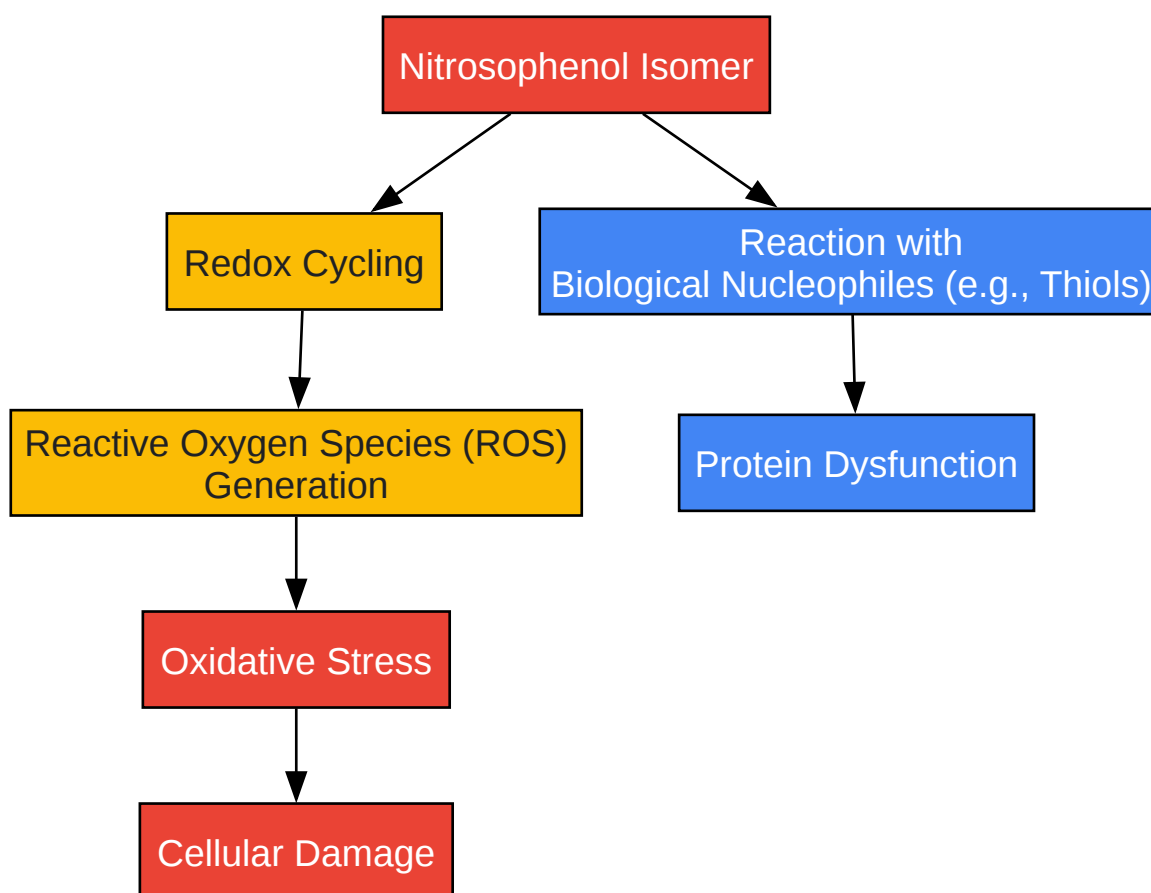 Nitrosophenol Isomer
Redox Cycling
Reaction with
Biological Nucleophiles (e.g., Thiols)
Reactive Oxygen Species (ROS)
Generation
Protein Dysfunction
Oxidative Stress
Cellular Damage